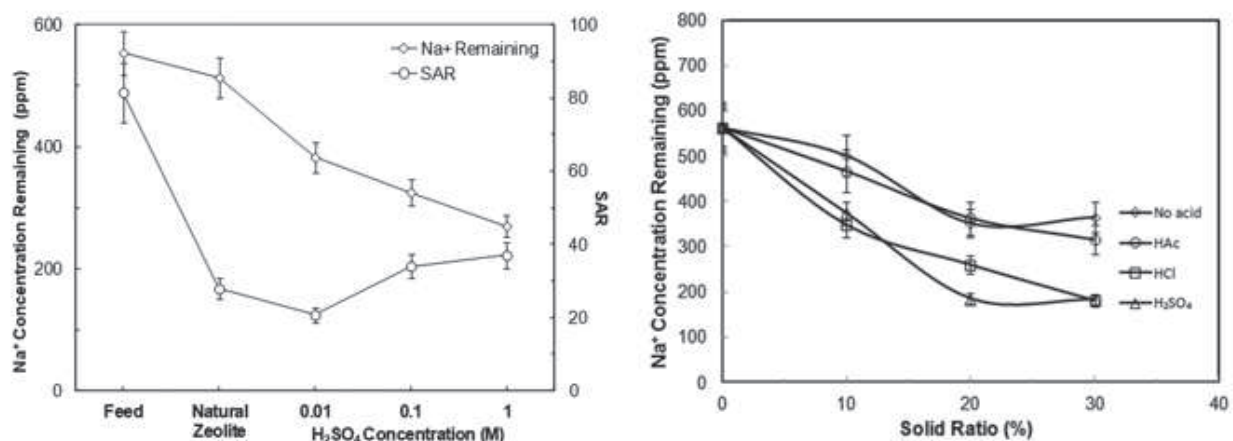 600
400
200
0
Na⁺ Concentration Remaining (ppm)
100
80
60
40
20
0
SAR
Na+ Remaining
SAR
Feed
Natural
Zeolite
0.01
0.1
1
H₂SO₄ Concentration (M)
800
700
600
500
400
300
200
100
0
Na⁺ Concentration Remaining (ppm)
No acid
HAc
HCl
H₂SO₄
0
10
20
30
40
Solid Ratio (%)